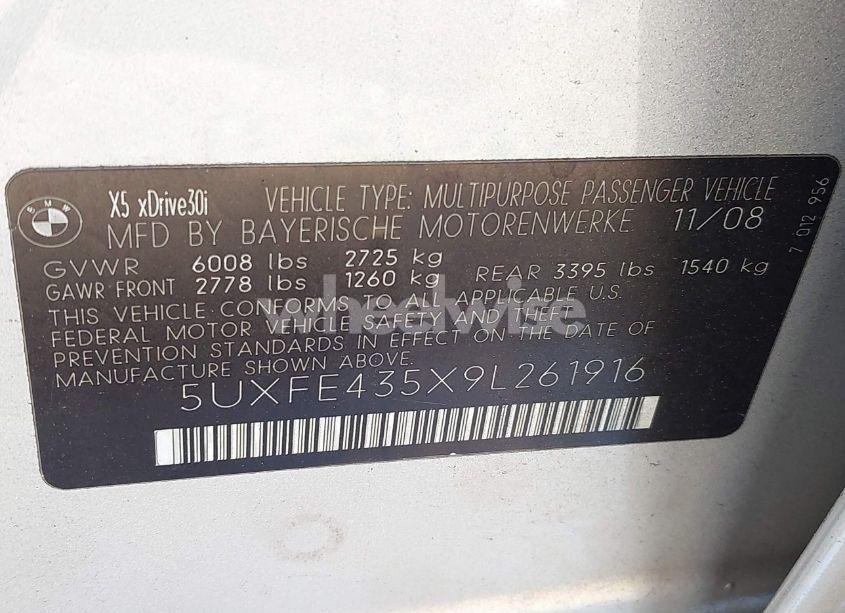 BMW
X5 xDrive30i VEHICLE TYPE: MULTIPURPOSE PASSENGER VEHICLE
MFD BY BAYERISCHE MOTORENWERKE 11/08
GVWR 6008 lbs 2725 kg
GAWR FRONT 2778 lbs 1260 kg REAR 3395 lbs 1540 kg
THIS VEHICLE CONFORMS TO ALL APPLICABLE U.S.
FEDERAL MOTOR VEHICLE SAFETY AND THEFT
PREVENTION STANDARDS IN EFFECT ON THE DATE OF
MANUFACTURE SHOWN ABOVE.
5UXFE435X9L261916
7 012 956
wheelwise